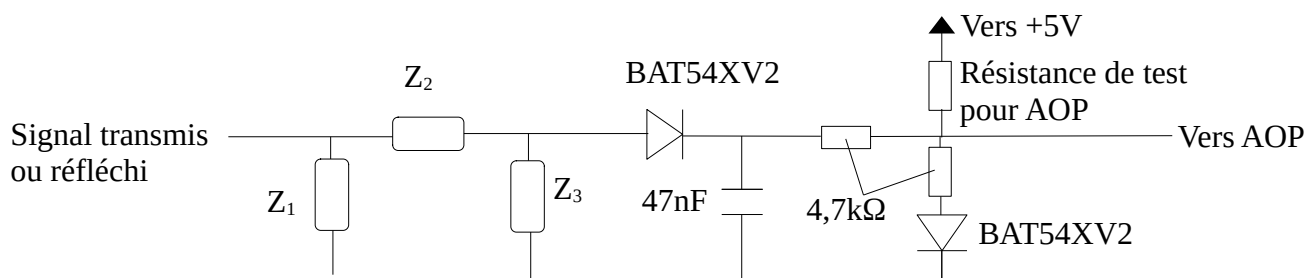 Vers +5V
Z2
BAT54XV2
Résistance de test
pour AOP
Signal transmis
ou réfléchi
Vers AOP
Z1
Z3
47nF
4,7kΩ
BAT54XV2